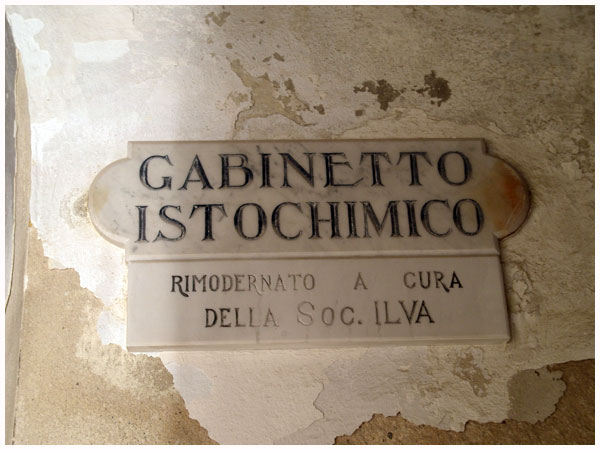 GABINETTO
ISTOCHIMICO
RIMODERNATO A CURA
DELLA SOC. ILVA